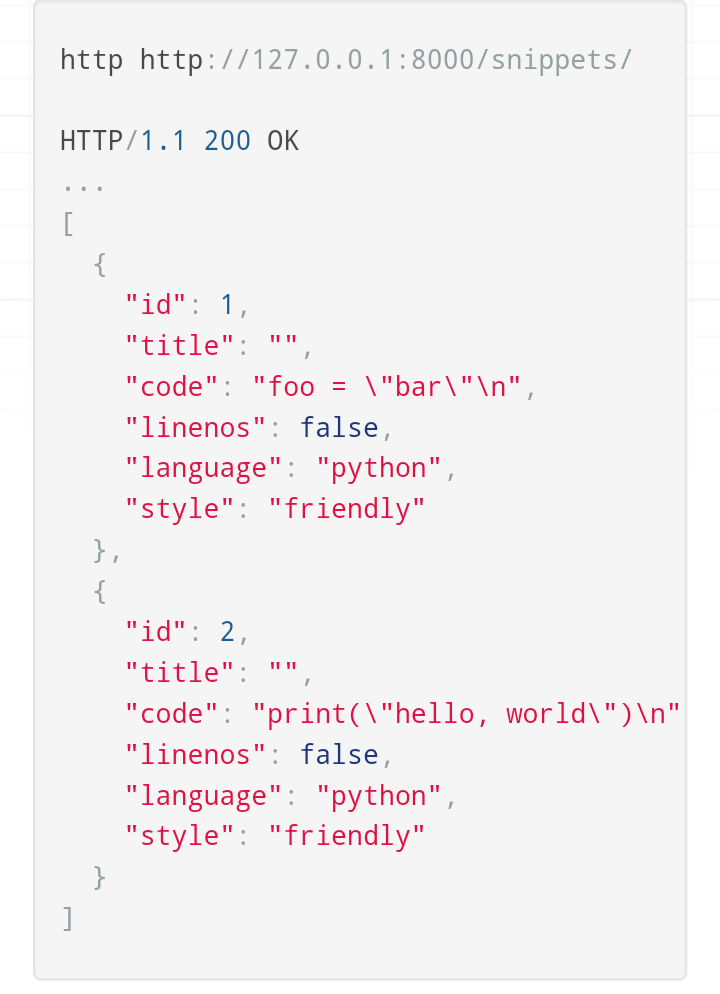 http http://127.0.0.1:8000/snippets/

HTTP/1.1 200 OK
...
[
  {
    "id": 1,
    "title": "",
    "code": "foo = \"bar\"\n",
    "linenos": false,
    "language": "python",
    "style": "friendly"
  },
  {
    "id": 2,
    "title": "",
    "code": "print(\"hello, world\")\n"
    "linenos": false,
    "language": "python",
    "style": "friendly"
  }
]